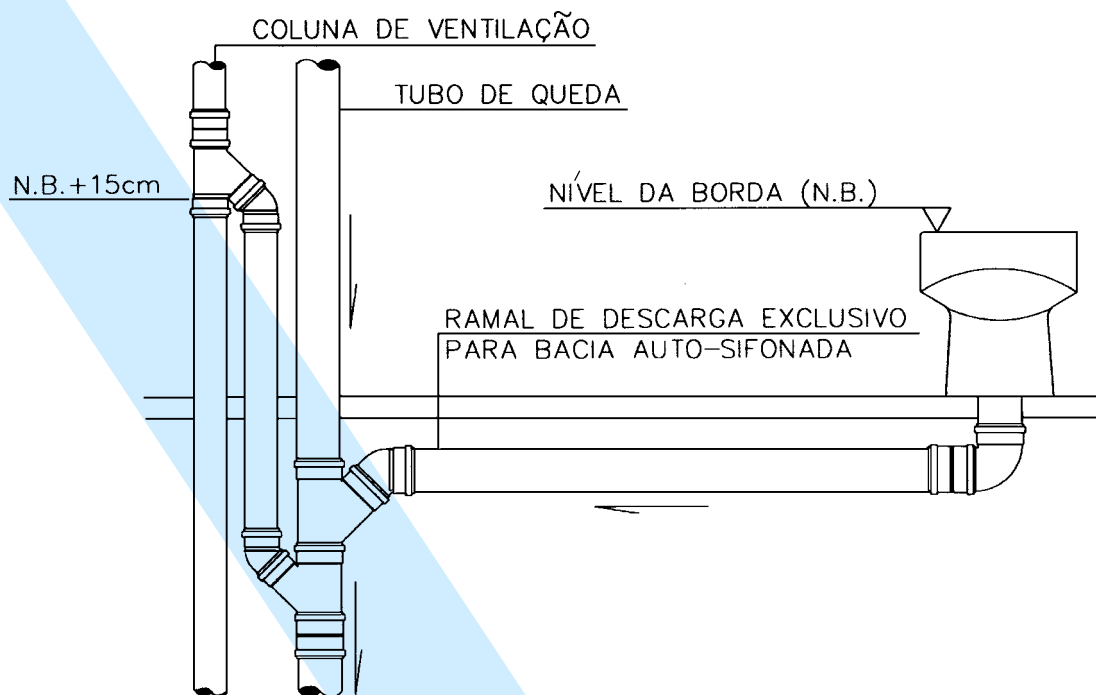 COLUNA DE VENTILAÇÃO
TUBO DE QUEDA
N.B.+15cm
NÍVEL DA BORDA (N.B.)
RAMAL DE DESCARGA EXCLUSIVO
PARA BACIA AUTO-SIFONADA